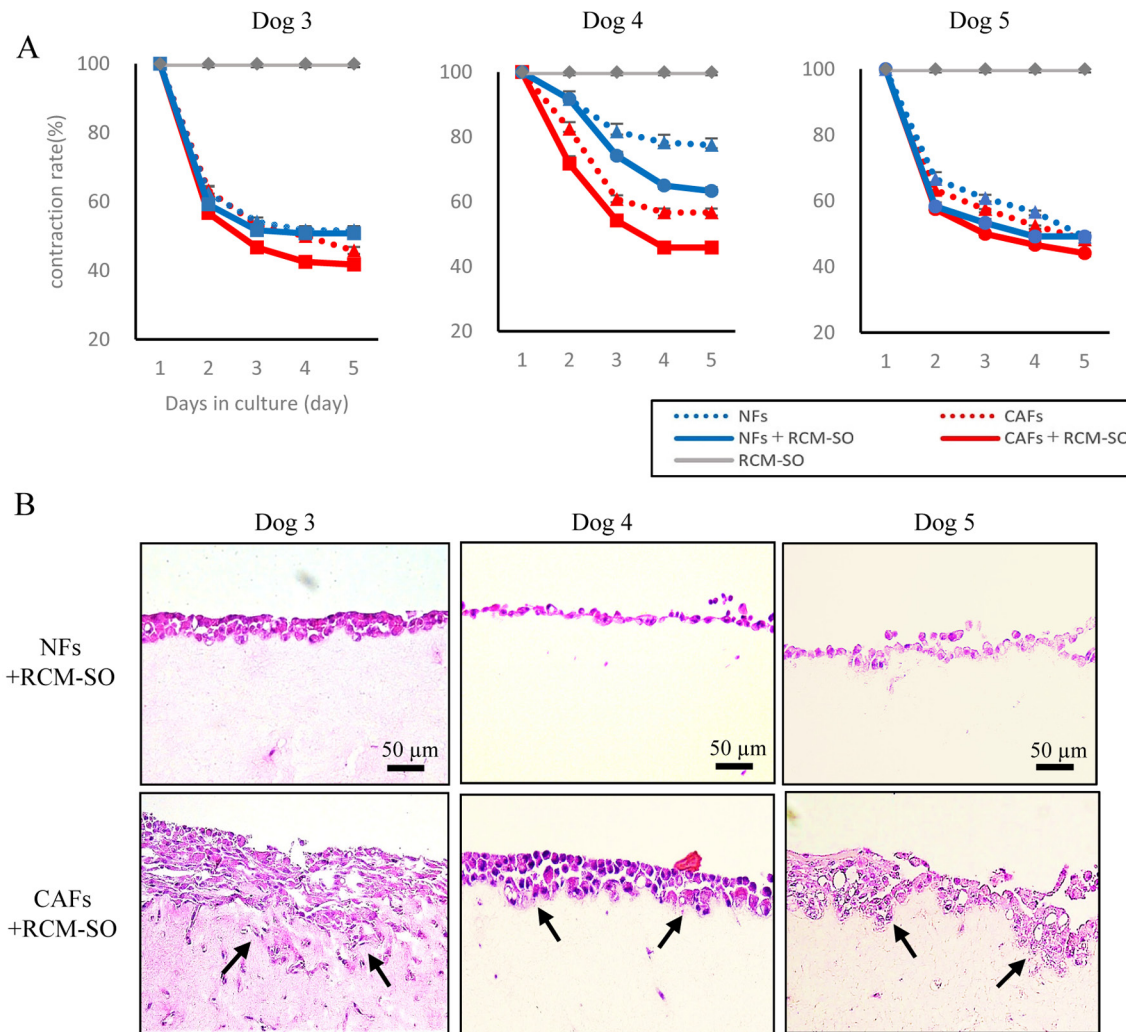 A
Dog 3
Dog 4
Dog 5
contraction rate(%)
100
80
60
40
20
1 2 3 4 5
Days in culture (day)
100
80
60
40
20
1 2 3 4 5
100
80
60
40
20
1 2 3 4 5
NFs CAFs
NFs + RCM-SO CAFs + RCM-SO
RCM-SO
B
Dog 3
Dog 4
Dog 5
NFs
+RCM-SO
50 µm
50 µm
50 µm
CAFs
+RCM-SO